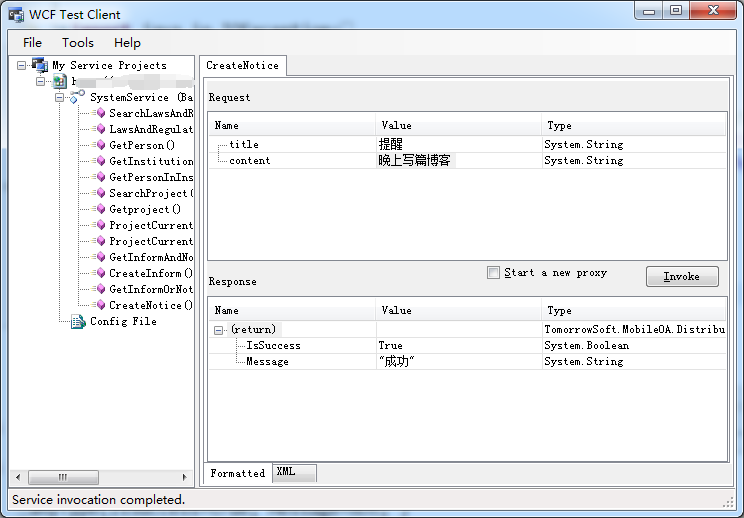 WCF Test Client
File Tools Help
My Service Projects
SystemService (Ba
SearchLawsAndR
LawsAndRegulat
GetPerson()
GetInstitution
GetPersonInIns
SearchProject(
Getproject()
ProjectCurrent
ProjectCurrent
GetInformAndNo
CreateInform()
GetInformOrNot
CreateNotice()
Config File
CreateNotice
Request
Name Value Type
title 提醒 System.String
content 晚上写篇博客 System.String
Start a new proxy
Invoke
Response
Name Value Type
(return) TomorrowSoft.MobileOA.Distribu
IsSuccess True System.Boolean
Message "成功" System.String
Formatted XML
Service invocation completed.